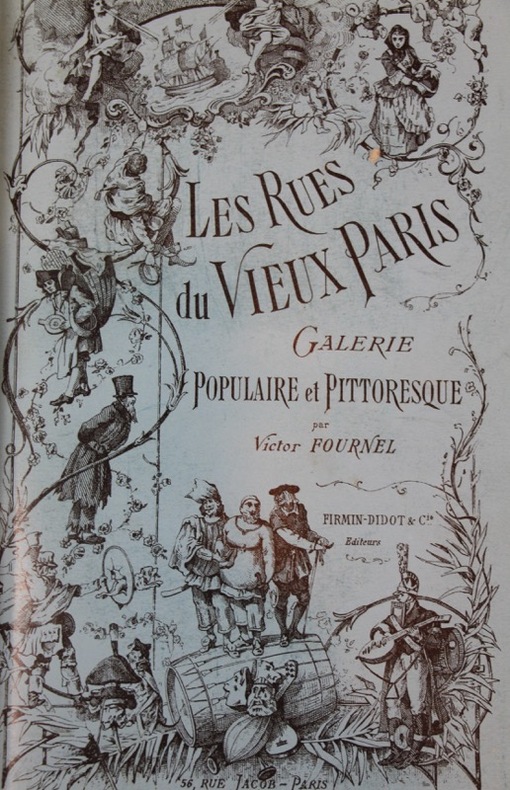 LES RUES
du VIEUX PARIS
GALERIE
POPULAIRE et PITTORESQUE
par
Victor FOURNEL
FIRMIN-DIDOT & Cie
Editeurs
56, RUE JACOB – PARIS